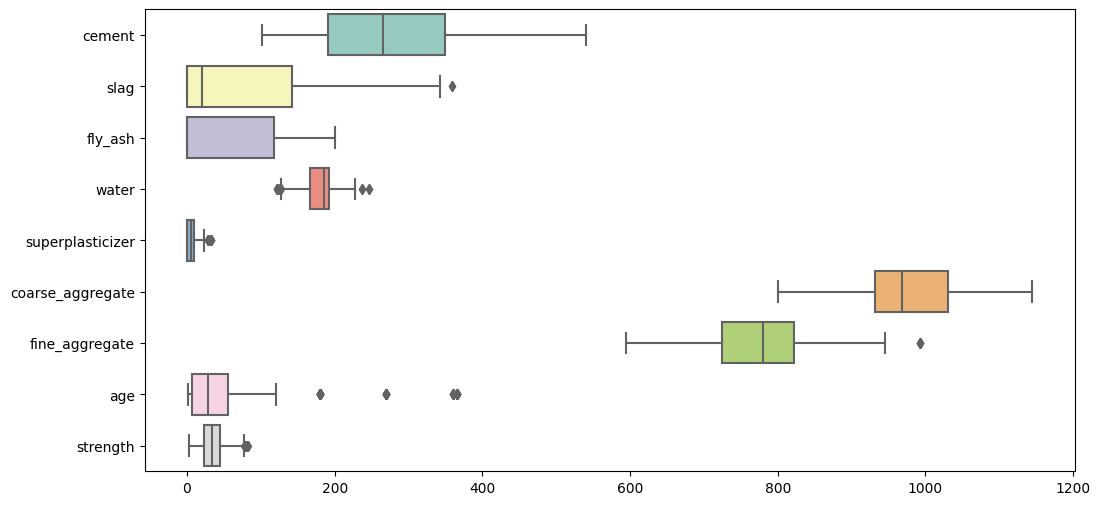 cement
slag
fly_ash
water
superplasticizer
coarse_aggregate
fine_aggregate
age
strength
0 200 400 600 800 1000 1200